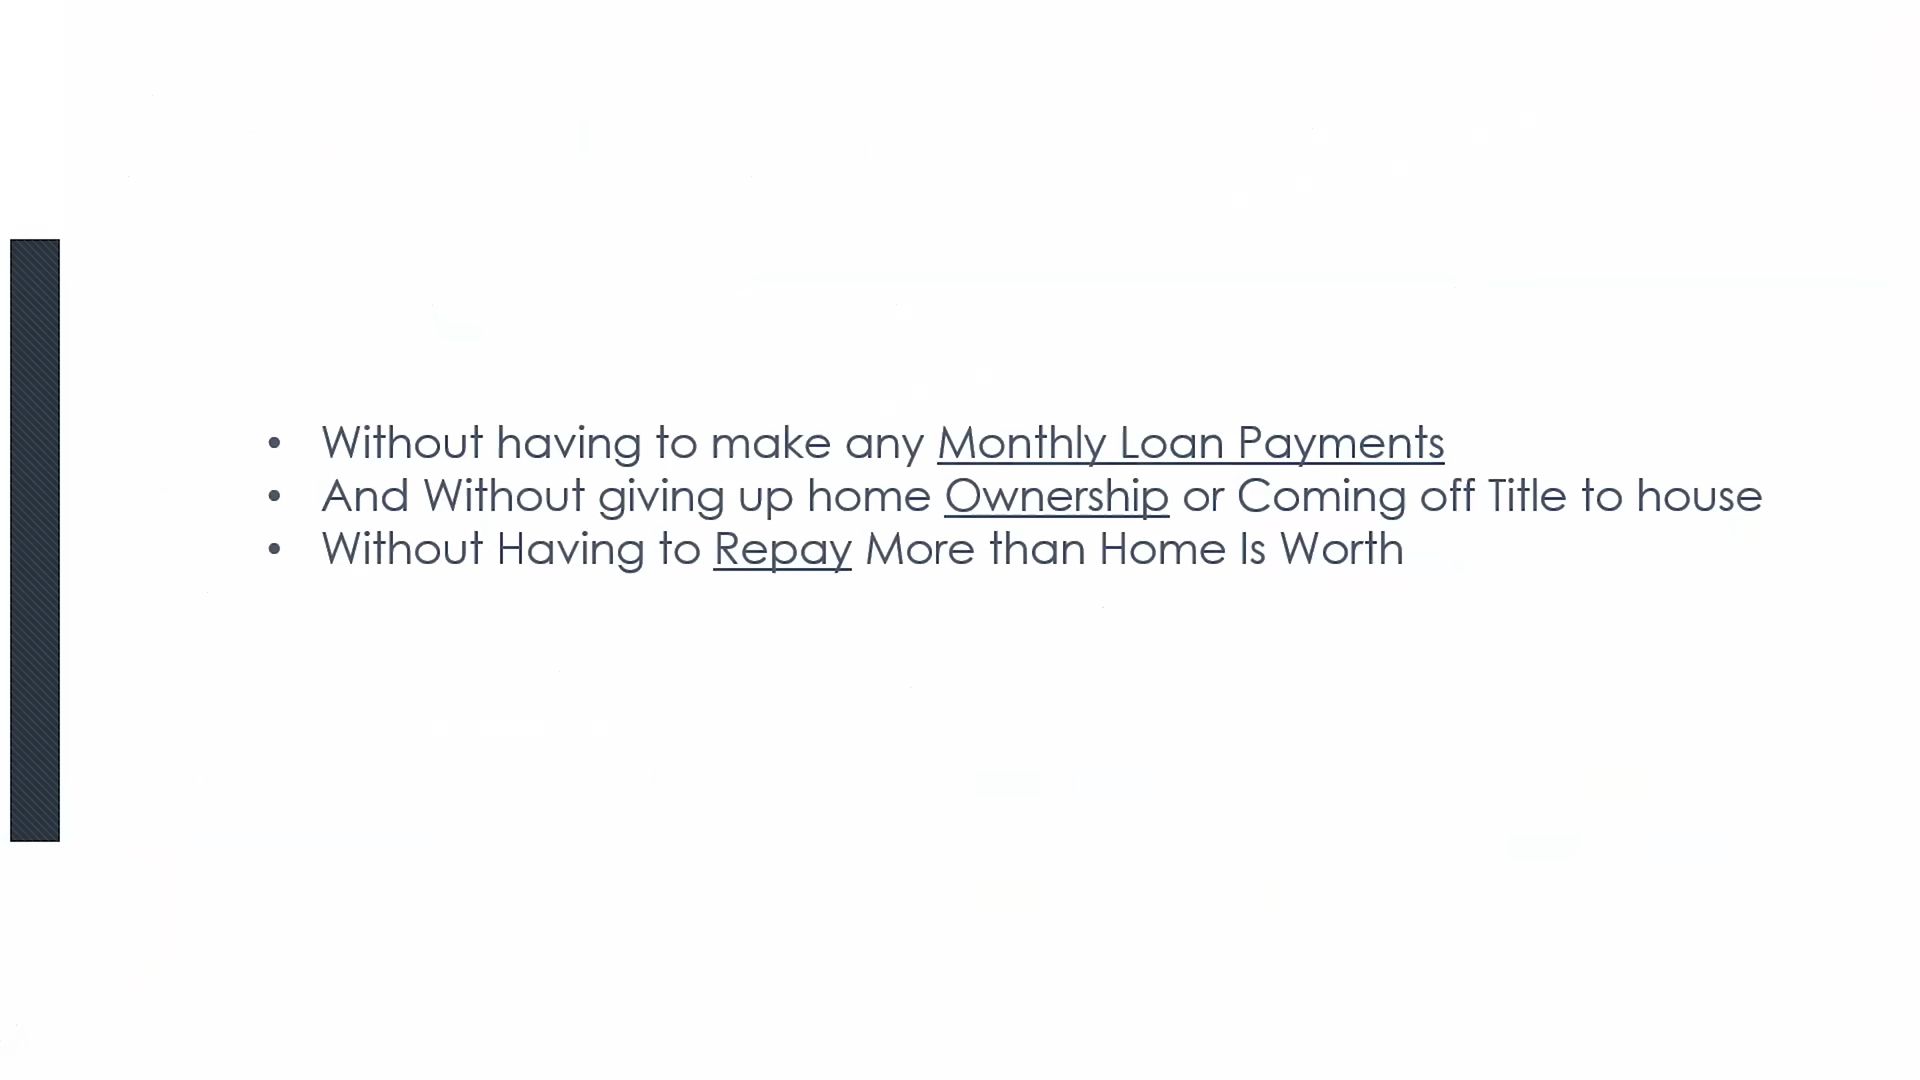 • Without having to make any Monthly Loan Payments
• And Without giving up home Ownership or Coming off Title to house
• Without Having to Repay More than Home Is Worth